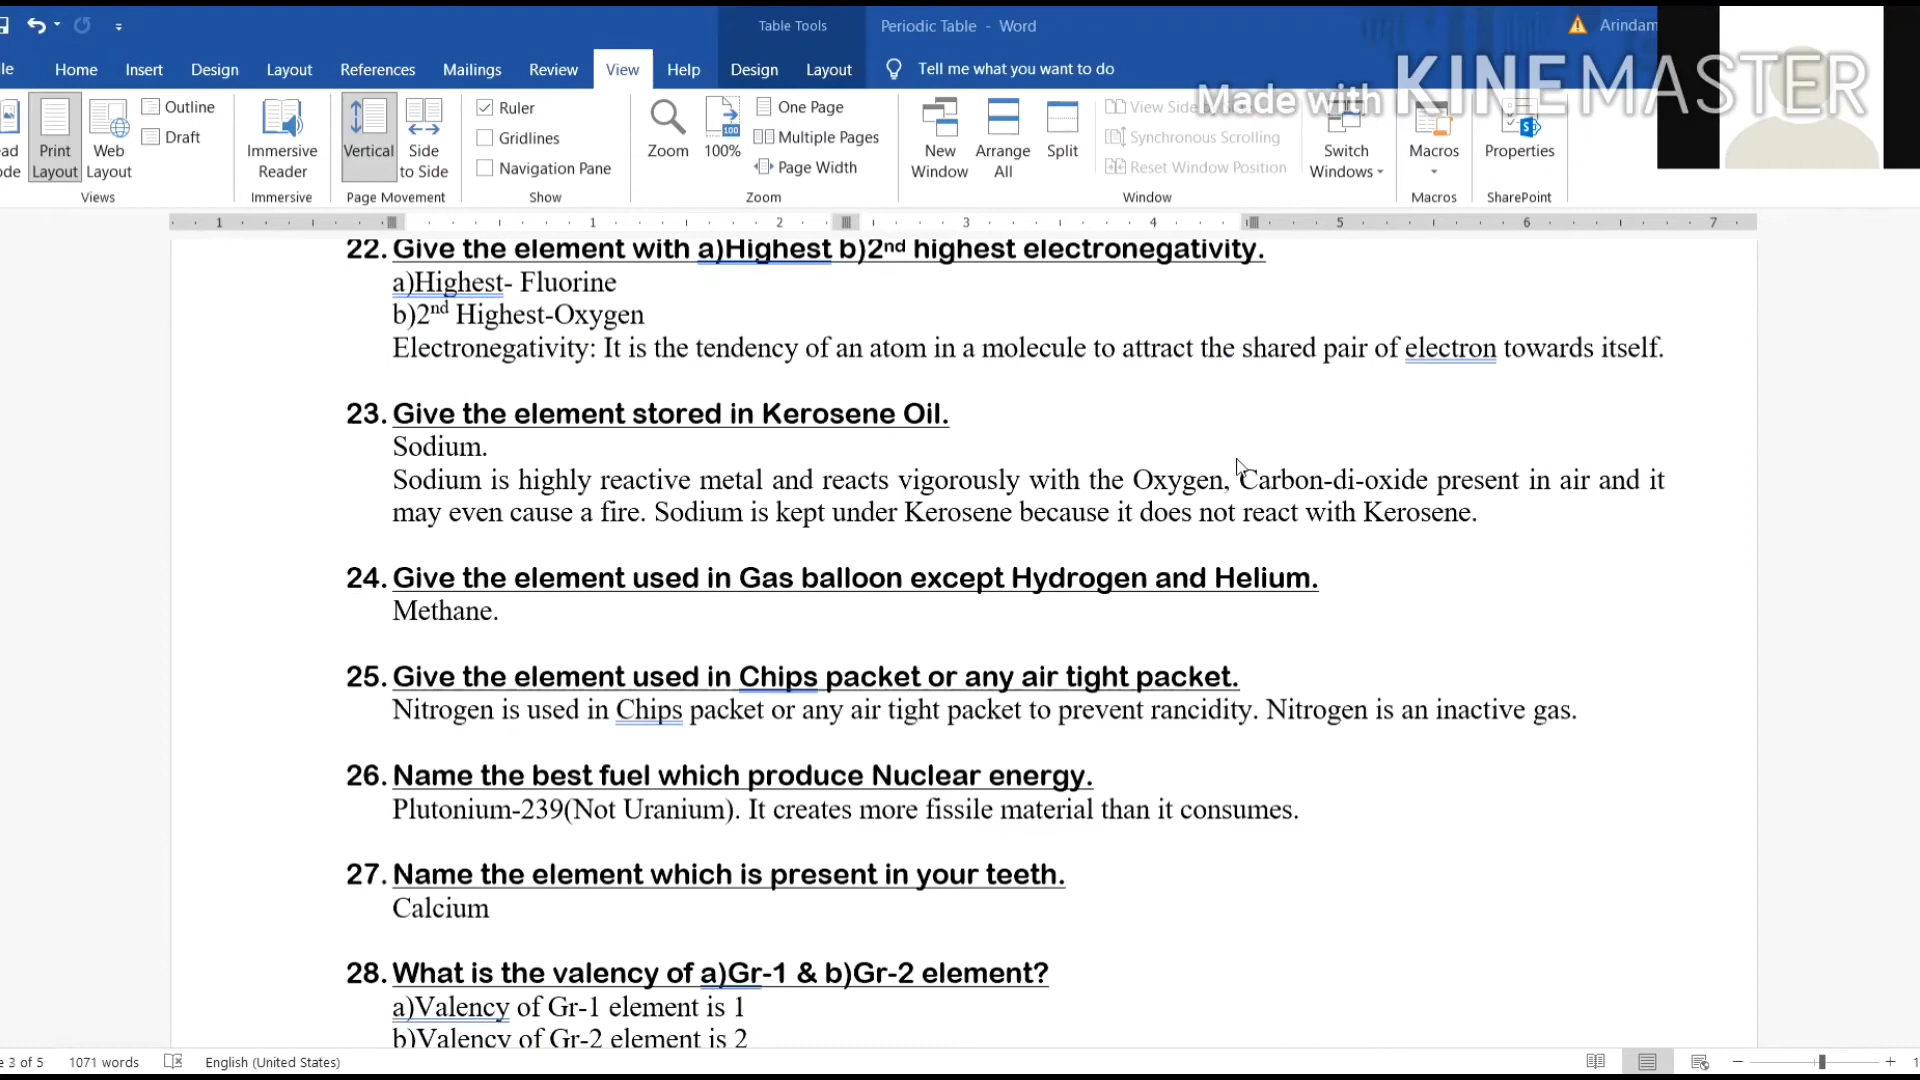 Table Tools
Periodic Table - Word
Arindam
Home Insert Design Layout References Mailings Review View Help Design Layout Tell me what you want to do
Made with KINEMASTER
Print Layout
Web Layout
Outline
Draft
Views
Immersive Reader
Immersive
Vertical
Side to Side
Page Movement
Ruler
Gridlines
Navigation Pane
Show
Zoom
100
100%
One Page
Multiple Pages
Page Width
Zoom
New Window
Arrange All
Split
View Side
Synchronous Scrolling
Reset Window Position
Window
Switch Windows
Macros
Macros
Properties
SharePoint
1 1 2 3 4 5 6 7
22. Give the element with a)Highest b)2nd highest electronegativity.
a)Highest- Fluorine
b)2nd Highest-Oxygen
Electronegativity: It is the tendency of an atom in a molecule to attract the shared pair of electron towards itself.
23. Give the element stored in Kerosene Oil.
Sodium.
Sodium is highly reactive metal and reacts vigorously with the Oxygen, Carbon-di-oxide present in air and it
may even cause a fire. Sodium is kept under Kerosene because it does not react with Kerosene.
24. Give the element used in Gas balloon except Hydrogen and Helium.
Methane.
25. Give the element used in Chips packet or any air tight packet.
Nitrogen is used in Chips packet or any air tight packet to prevent rancidity. Nitrogen is an inactive gas.
26. Name the best fuel which produce Nuclear energy.
Plutonium-239(Not Uranium). It creates more fissile material than it consumes.
27. Name the element which is present in your teeth.
Calcium
28. What is the valency of a)Gr-1 & b)Gr-2 element?
a)Valency of Gr-1 element is 1
b)Valency of Gr-2 element is 2
3 of 5 1071 words English (United States)